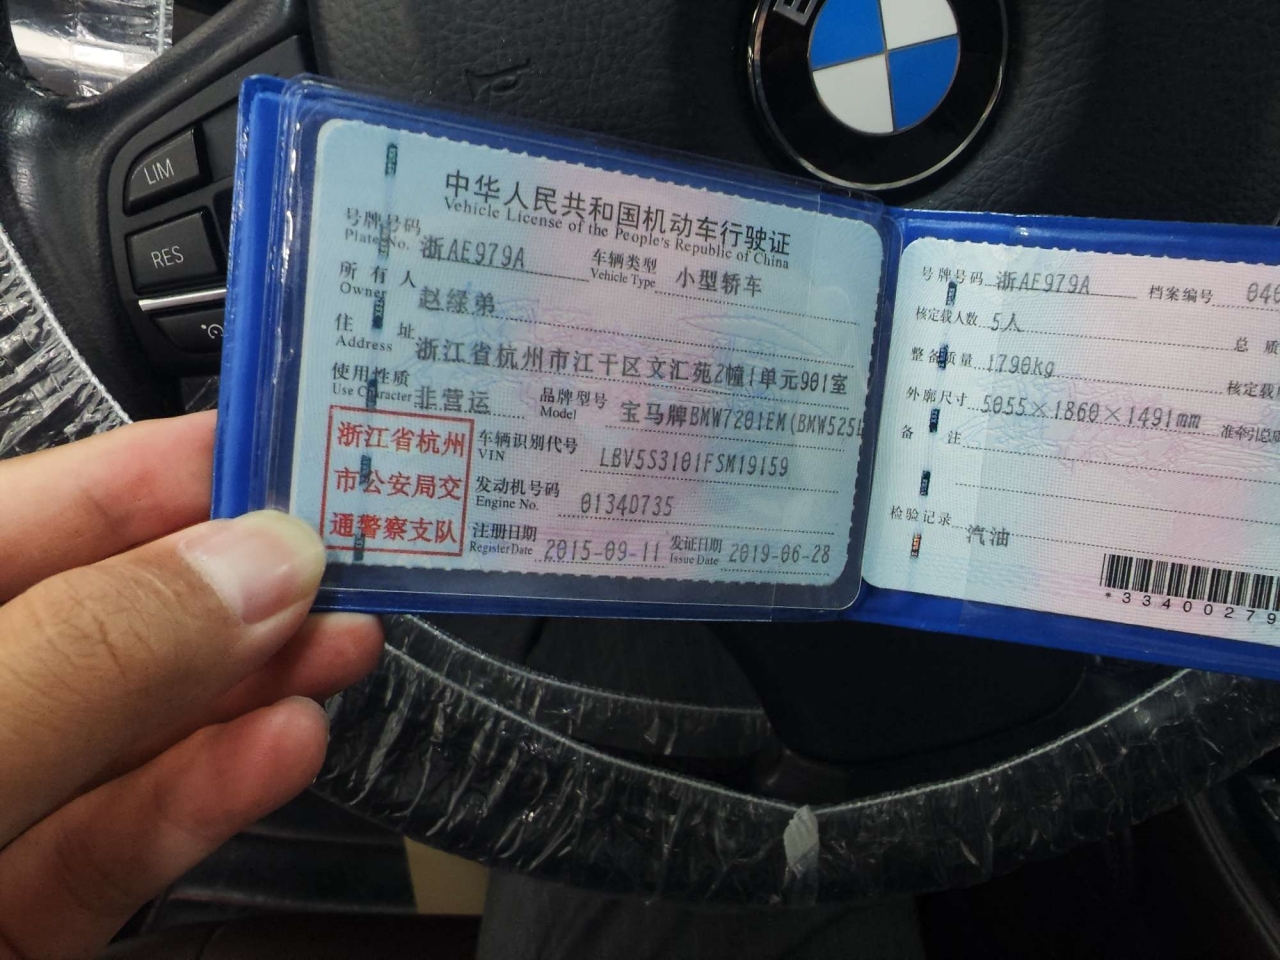 LIM
RES
中华人民共和国机动车行驶证
Vehicle License of the People's Republic of China
号牌号码 浙AE979A 车辆类型 小型轿车
Plate No. Vehicle Type
所有人 赵绿弟
Owner
住址 浙江省杭州市江干区文汇苑2幢1单元901室
Address
使用性质 非营运 品牌型号 宝马牌BMW7201EM(BMW525L
Use Character Model
浙江省杭州
市公安局交
通警察支队
车辆识别代号 LBV5S3101FSM19159
VIN
发动机号码 0134D735
Engine No.
注册日期 2015-09-11 发证日期 2019-06-28
Register Date Issue Date
号牌号码 浙AE979A 档案编号 040
核定载人数 5人 总质
整备质量 1790kg 核定载
外廓尺寸 5055×1860×1491mm 准牵引总质
备注
检验记录 汽油
*33400279